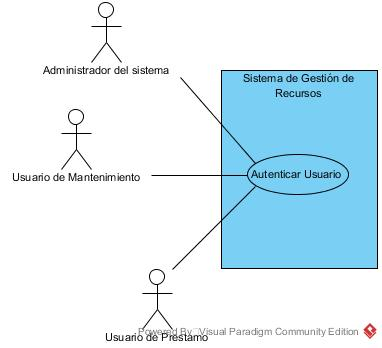 Administrador del sistema
Sistema de Gestión de
Recursos
Usuario de Mantenimiento
Autenticar Usuario
Usuario de Prestamo
Powered By Visual Paradigm Community Edition